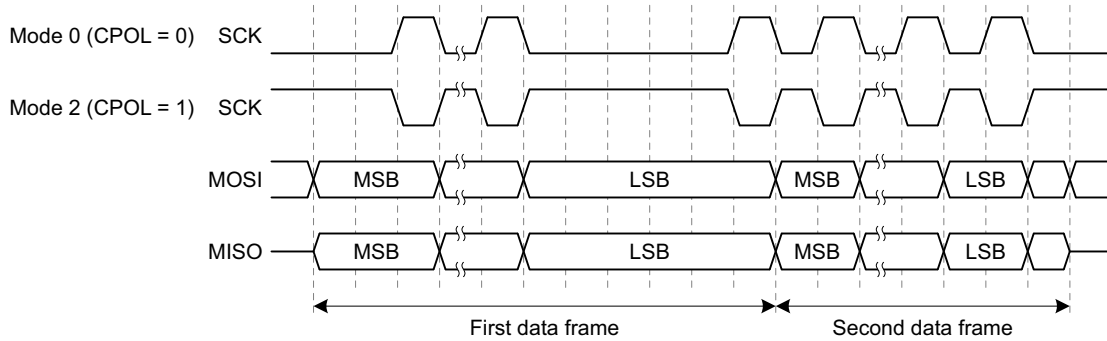 Mode 0 (CPOL = 0) SCK
Mode 2 (CPOL = 1) SCK
MOSI MSB LSB MSB LSB
MISO MSB LSB MSB LSB
First data frame Second data frame